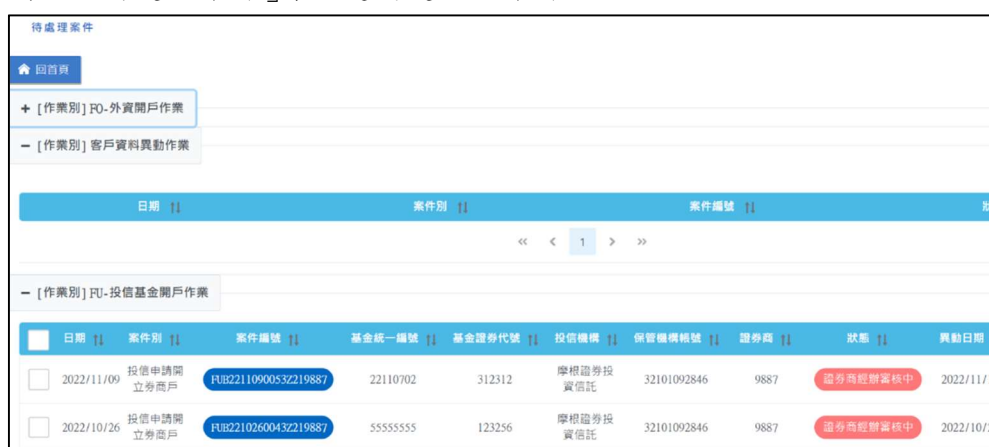 待處理案件
回首頁
+ [作業別] FO-外資開戶作業
− [作業別] 客戶資料異動作業
日期 案件別 案件編號
« < 1 > »
− [作業別] FU-投信基金開戶作業
日期 案件別 案件編號 基金統一編號 基金證券代號 投信機構 保管機構帳號 證券商 狀態 異動日期
2022/11/09 投信申請開立券商戶 FUB2211090053Z219887 22110702 312312 摩根證券投資信託 32101092846 9887 證券商經辦審核中 2022/11/
2022/10/26 投信申請開立券商戶 FUB2210260043Z219887 55555555 123256 摩根證券投資信託 32101092846 9887 證券商經辦審核中 2022/10/